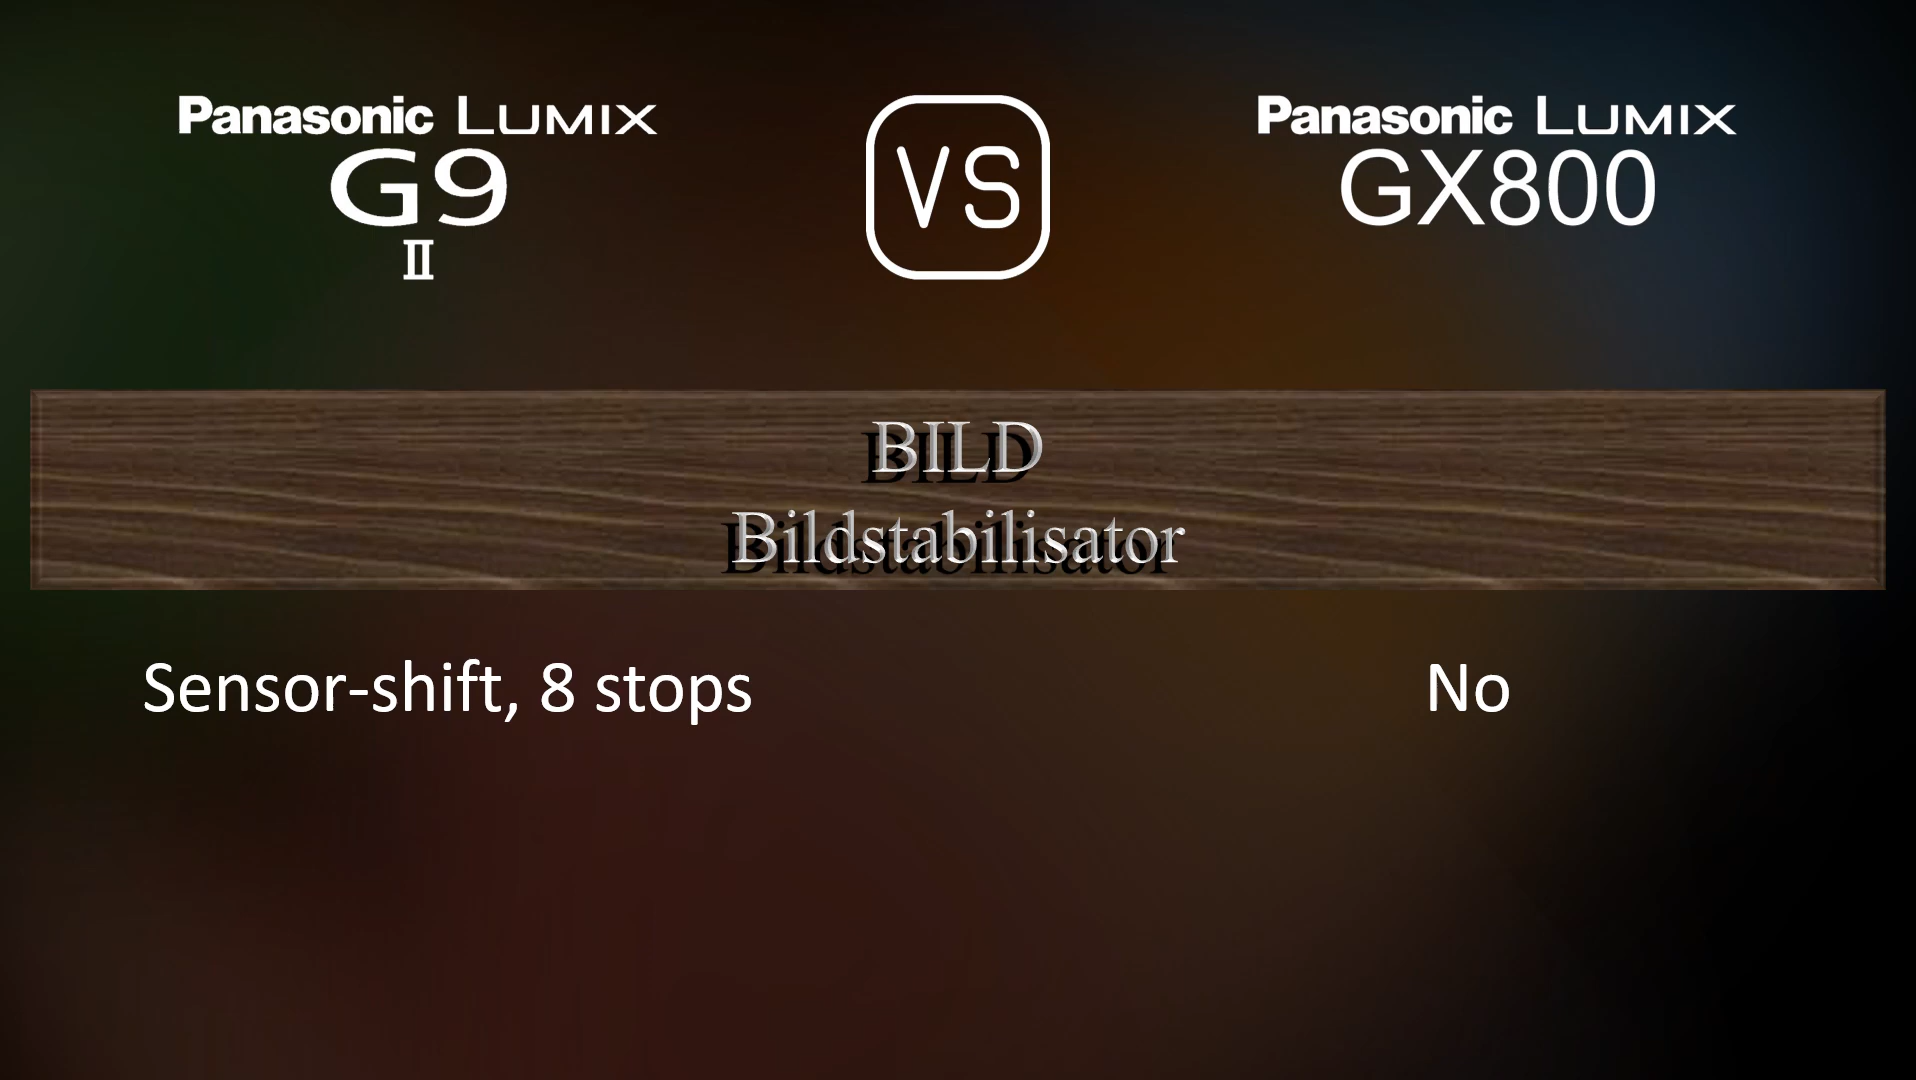 Panasonic LUMIX
G9
II
VS
Panasonic LUMIX
GX800
BILD
Bildstabilisator
Sensor-shift, 8 stops
No